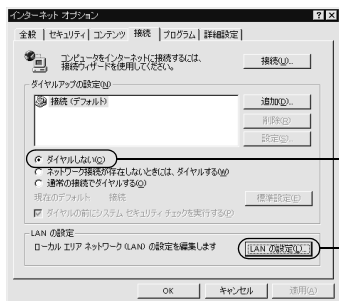 インターネット オプション
全般 セキュリティ コンテンツ 接続 プログラム 詳細設定
コンピュータをインターネットに接続するには、
接続ウィザードを使用してください。
接続(U)...
ダイヤルアップの設定(N)
接続 (デフォルト)
追加(D)...
削除(R)
設定(S)...
ダイヤルしない(C)
ネットワーク接続が存在しないときには、ダイヤルする(W)
通常の接続でダイヤルする(O)
現在のデフォルト 接続
標準設定(E)
ダイヤルの前にシステム セキュリティ チェックを実行する(P)
LAN の設定
ローカル エリア ネットワーク (LAN) の設定を編集します
LAN の設定(L)...
OK キャンセル 適用(A)